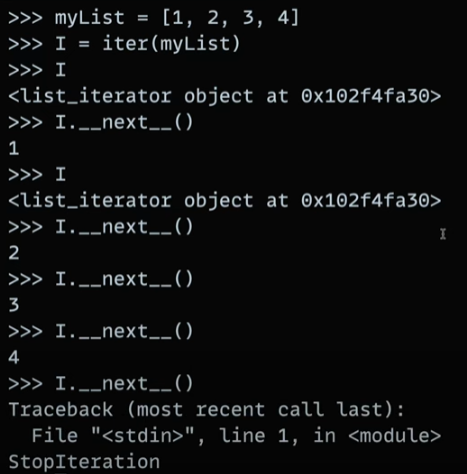 >>> myList = [1, 2, 3, 4]
>>> I = iter(myList)
>>> I
<list_iterator object at 0x102f4fa30>
>>> I.__next__()
1
>>> I
<list_iterator object at 0x102f4fa30>
>>> I.__next__()
2
>>> I.__next__()
3
>>> I.__next__()
4
>>> I.__next__()
Traceback (most recent call last):
  File "<stdin>", line 1, in <module>
StopIteration